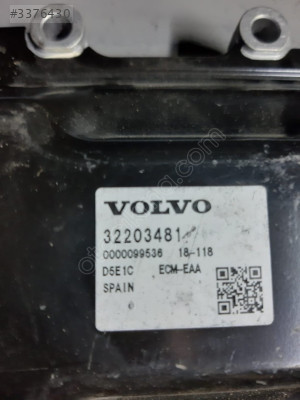 #3376430
VOLVO
32203481
0000099536 18-118
D5E1C ECM-EAA
SPAIN